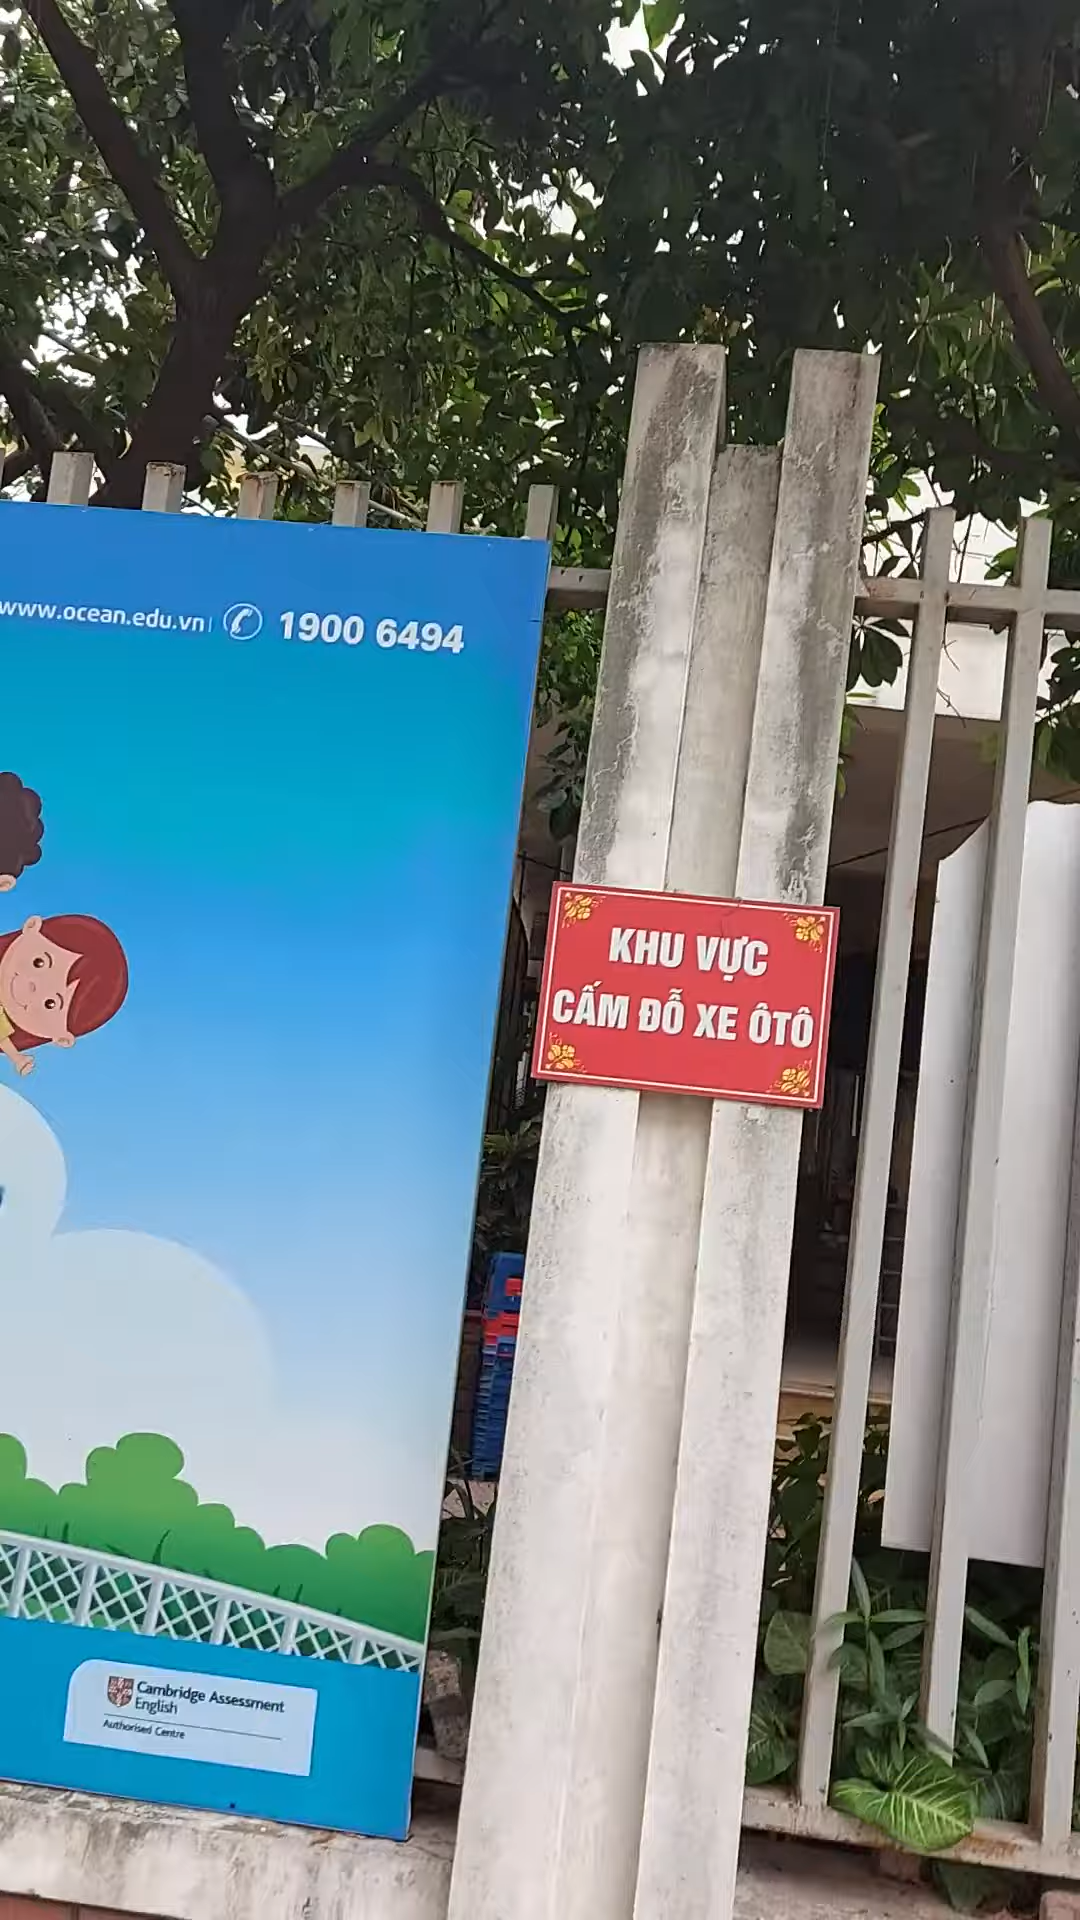 www.ocean.edu.vn | 1900 6494
KHU VỰC
CẤM ĐỖ XE ÔTÔ
Cambridge Assessment
English
Authorised Centre